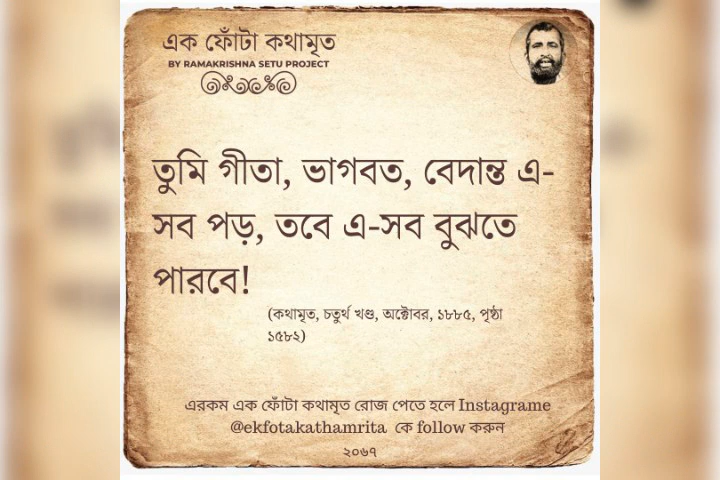 এক ফোঁটা কথামৃত
BY RAMAKRISHNA SETU PROJECT
তুমি গীতা, ভাগবত, বেদান্ত এ-
সব পড়, তবে এ-সব বুঝতে
পারবে!
(কথামৃত, চতুর্থ খণ্ড, অক্টোবর, ১৮৮৫, পৃষ্ঠা
১৫৮২)
এরকম এক ফোঁটা কথামৃত রোজ পেতে হলে Instagrame
@ekfotakathamrita কে follow করুন
২০৬৭